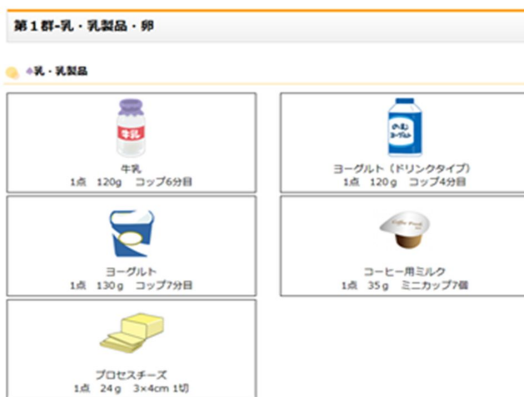 第1群-乳・乳製品・卵
♠乳・乳製品
牛乳
牛乳
1点 120g コップ6分目
のむ
ヨーグルト
ヨーグルト（ドリンクタイプ）
1点 120g コップ4分目
ヨーグルト
1点 130g コップ7分目
コーヒー用ミルク
1点 35g ミニカップ7個
プロセスチーズ
1点 24g 3×4cm 1切